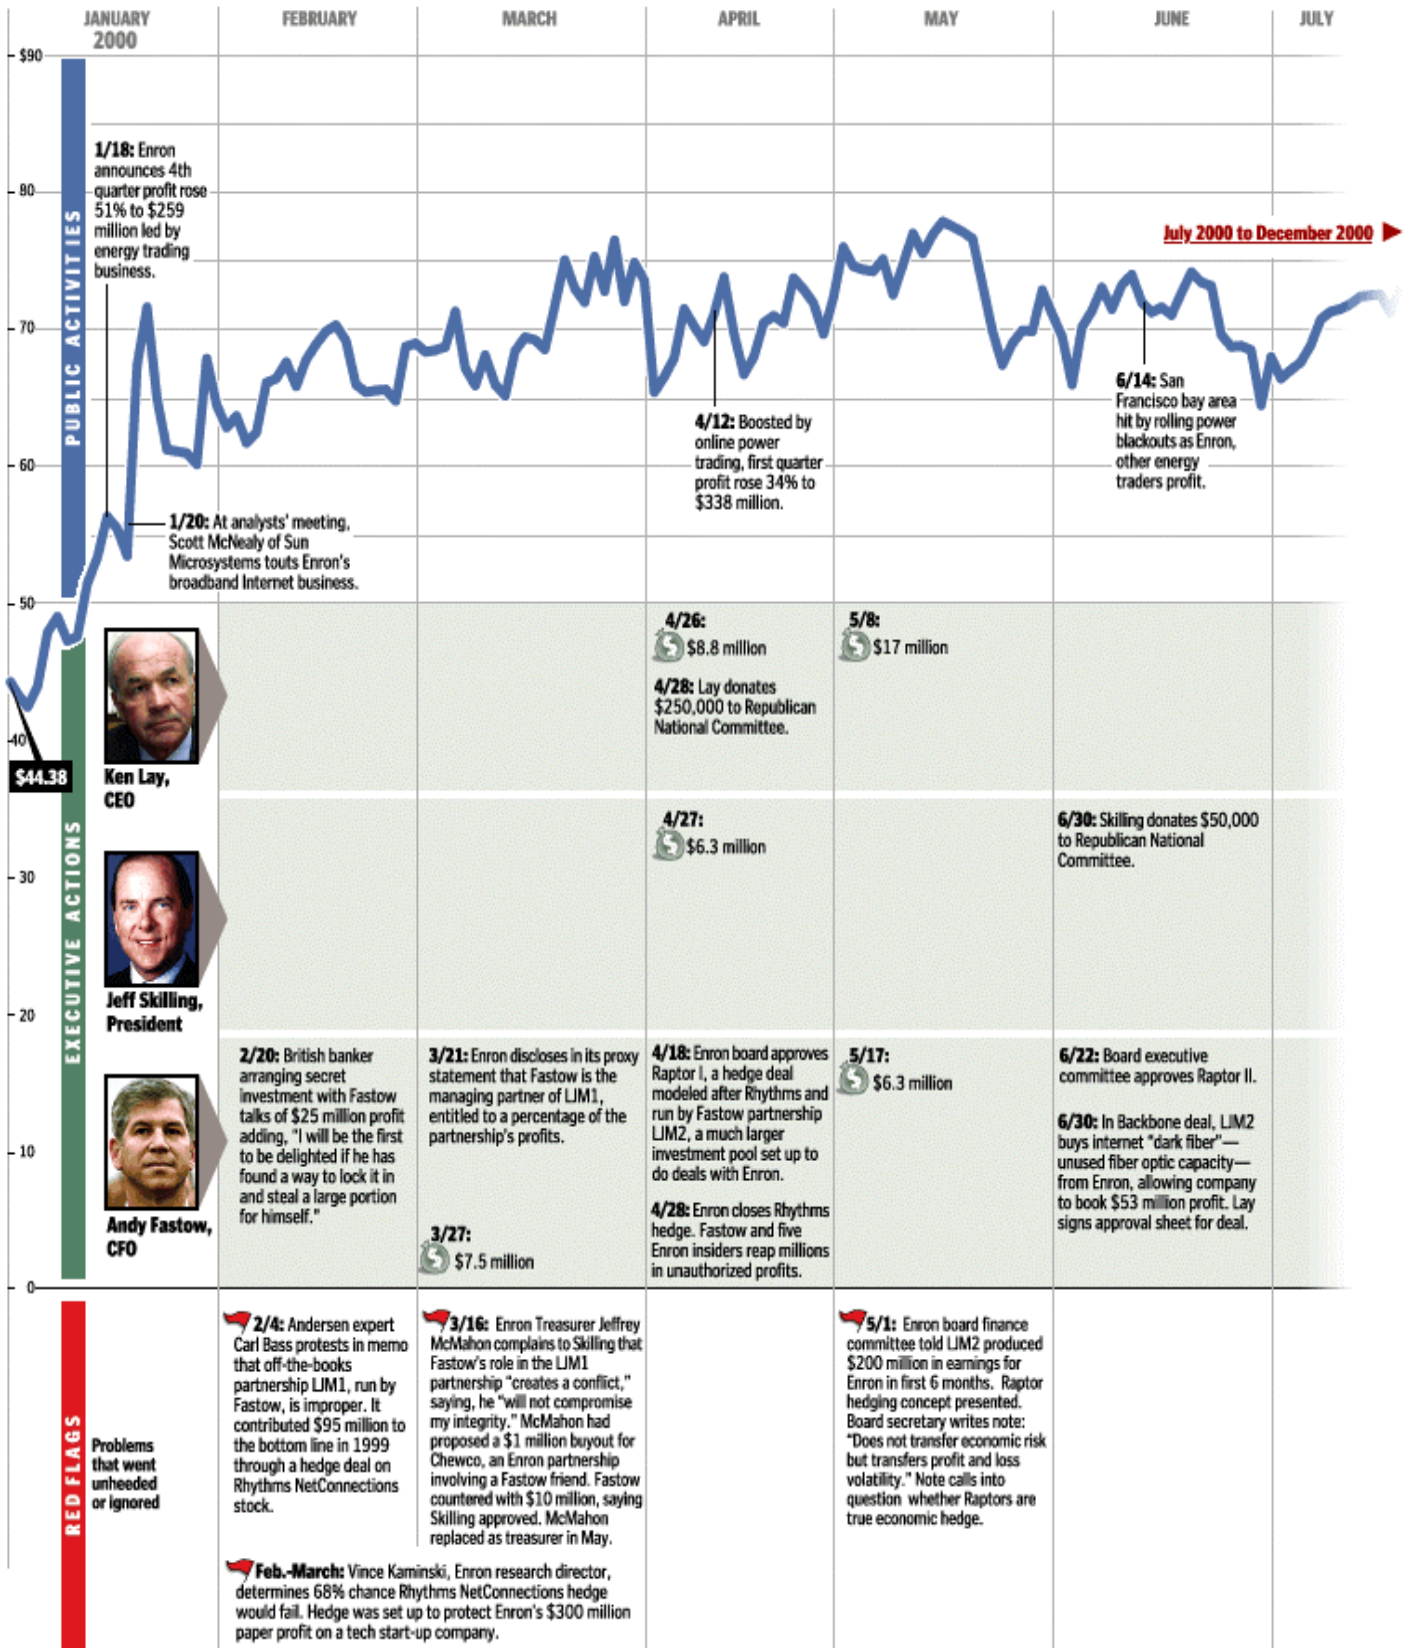 JANUARY
2000
FEBRUARY
MARCH
APRIL
MAY
JUNE
JULY
$90
80
70
60
50
40
30
20
10
0
PUBLIC ACTIVITIES
1/18: Enron
announces 4th
quarter profit rose
51% to $259
million led by
energy trading
business.
1/20: At analysts' meeting,
Scott McNealy of Sun
Microsystems touts Enron's
broadband Internet business.
4/12: Boosted by
online power
trading, first quarter
profit rose 34% to
$338 million.
July 2000 to December 2000
6/14: San
Francisco bay area
hit by rolling power
blackouts as Enron,
other energy
traders profit.
$44.38
EXECUTIVE ACTIONS
Ken Lay,
CEO
4/26:
$8.8 million
4/28: Lay donates
$250,000 to Republican
National Committee.
5/8:
$17 million
Jeff Skilling,
President
4/27:
$6.3 million
6/30: Skilling donates $50,000
to Republican National
Committee.
Andy Fastow,
CFO
2/20: British banker
arranging secret
investment with Fastow
talks of $25 million profit
adding, "I will be the first
to be delighted if he has
found a way to lock it in
and steal a large portion
for himself."
3/21: Enron discloses in its proxy
statement that Fastow is the
managing partner of LJM1,
entitled to a percentage of the
partnership's profits.
3/27:
$7.5 million
4/18: Enron board approves
Raptor I, a hedge deal
modeled after Rhythms and
run by Fastow partnership
LJM2, a much larger
investment pool set up to
do deals with Enron.
4/28: Enron closes Rhythms
hedge. Fastow and five
Enron insiders reap millions
in unauthorized profits.
5/17:
$6.3 million
6/22: Board executive
committee approves Raptor II.
6/30: In Backbone deal, LJM2
buys internet "dark fiber"—
unused fiber optic capacity—
from Enron, allowing company
to book $53 million profit. Lay
signs approval sheet for deal.
RED FLAGS
Problems
that went
unheeded
or ignored
2/4: Andersen expert
Carl Bass protests in memo
that off-the-books
partnership LJM1, run by
Fastow, is improper. It
contributed $95 million to
the bottom line in 1999
through a hedge deal on
Rhythms NetConnections
stock.
3/16: Enron Treasurer Jeffrey
McMahon complains to Skilling that
Fastow's role in the LJM1
partnership "creates a conflict,"
saying, he "will not compromise
my integrity." McMahon had
proposed a $1 million buyout for
Chewco, an Enron partnership
involving a Fastow friend. Fastow
countered with $10 million, saying
Skilling approved. McMahon
replaced as treasurer in May.
Feb.-March: Vince Kaminski, Enron research director,
determines 68% chance Rhythms NetConnections hedge
would fail. Hedge was set up to protect Enron's $300 million
paper profit on a tech start-up company.
5/1: Enron board finance
committee told LJM2 produced
$200 million in earnings for
Enron in first 6 months. Raptor
hedging concept presented.
Board secretary writes note:
"Does not transfer economic risk
but transfers profit and loss
volatility." Note calls into
question whether Raptors are
true economic hedge.